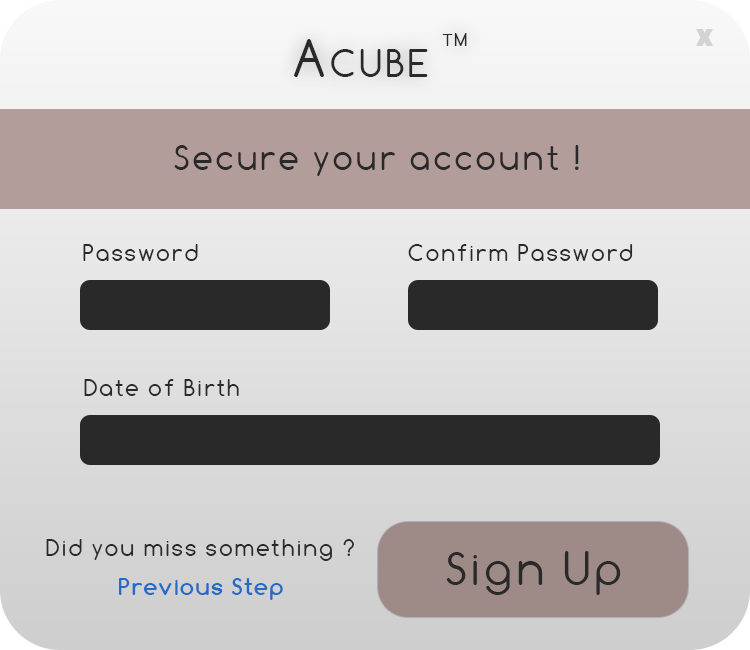 ACUBE ™
X
Secure your account !
Password
Confirm Password
Date of Birth
Did you miss something ?
Previous Step
Sign Up